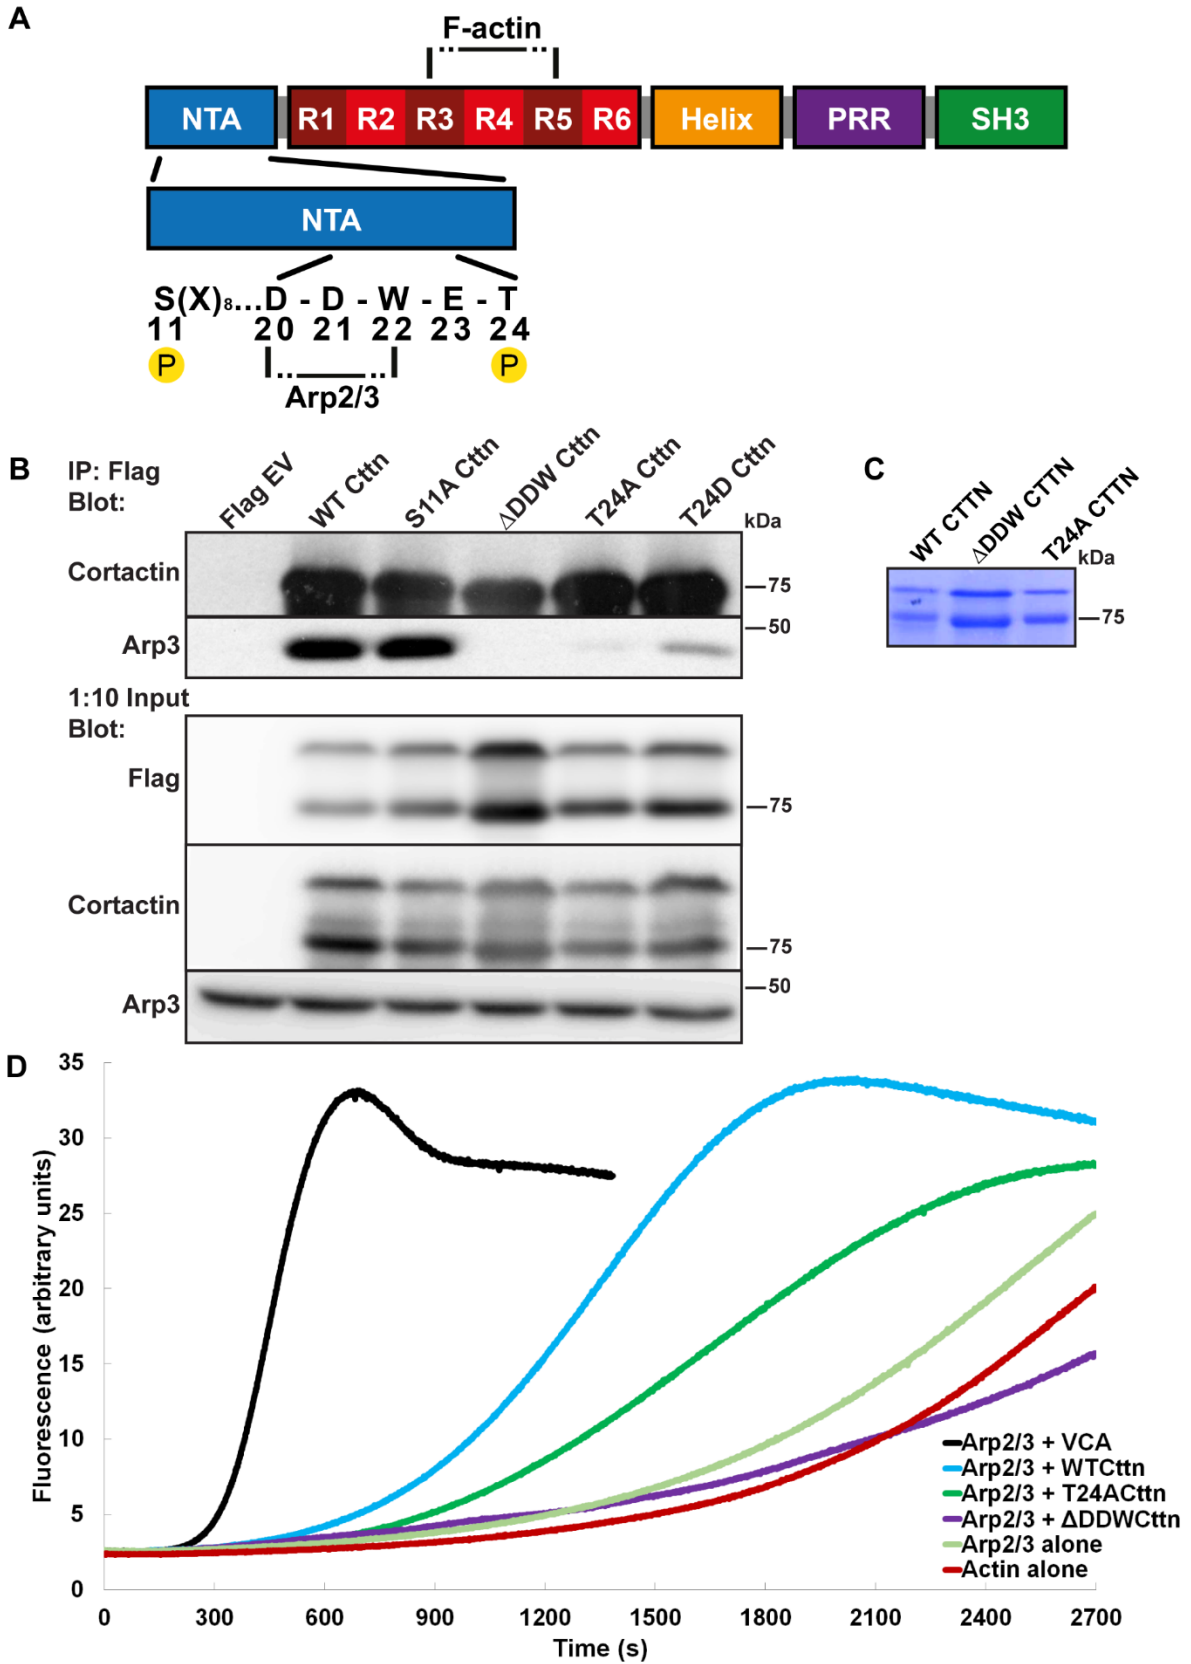 A
F-actin
NTA R1 R2 R3 R4 R5 R6 Helix PRR SH3
NTA
S(X)₈...D - D - W - E - T
11 20 21 22 23 24
P P
Arp2/3
B
IP: Flag
Blot:
Flag EV WT Cttn S11A Cttn ΔDDW Cttn T24A Cttn T24D Cttn
kDa
Cortactin
75
50
Arp3
1:10 Input
Blot:
Flag
75
Cortactin
75
50
Arp3
C
WT CTTN ΔDDW CTTN T24A CTTN
kDa
75
D
Fluorescence (arbitrary units)
35
30
25
20
15
10
5
0
Arp2/3 + VCA
Arp2/3 + WTCttn
Arp2/3 + T24ACttn
Arp2/3 + ΔDDWCttn
Arp2/3 alone
Actin alone
0 300 600 900 1200 1500 1800 2100 2400 2700
Time (s)